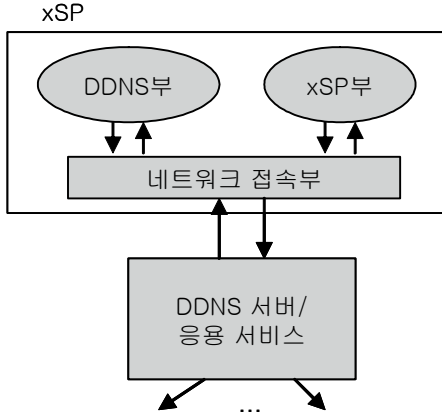 xSP
DDNS부
xSP부
네트워크 접속부
DDNS 서버/
응용 서비스
...